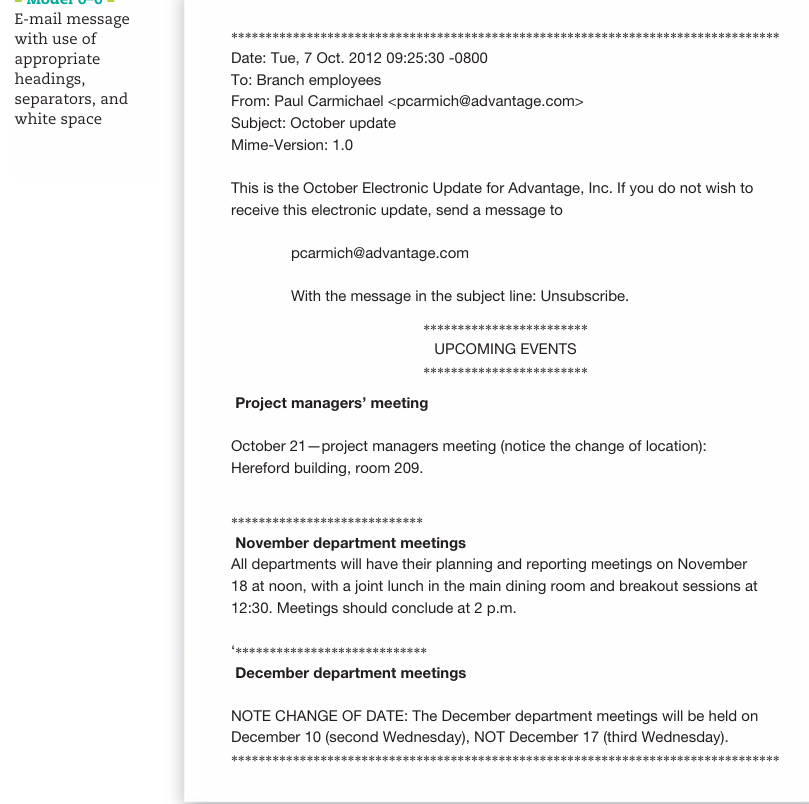 Model 6–6
E-mail message
with use of
appropriate
headings,
separators, and
white space
********************************************************************************
Date: Tue, 7 Oct. 2012 09:25:30 -0800
To: Branch employees
From: Paul Carmichael <pcarmich@advantage.com>
Subject: October update
Mime-Version: 1.0
This is the October Electronic Update for Advantage, Inc. If you do not wish to
receive this electronic update, send a message to
pcarmich@advantage.com
With the message in the subject line: Unsubscribe.
************************
UPCOMING EVENTS
************************
Project managers’ meeting
October 21—project managers meeting (notice the change of location):
Hereford building, room 209.
****************************
November department meetings
All departments will have their planning and reporting meetings on November
18 at noon, with a joint lunch in the main dining room and breakout sessions at
12:30. Meetings should conclude at 2 p.m.
‘****************************
December department meetings
NOTE CHANGE OF DATE: The December department meetings will be held on
December 10 (second Wednesday), NOT December 17 (third Wednesday).
********************************************************************************